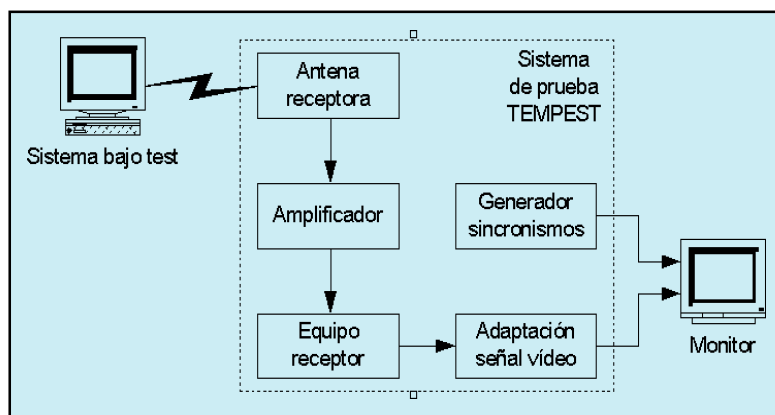 Sistema
de prueba
TEMPEST
Antena
receptora
Sistema bajo test
Amplificador
Generador
sincronismos
Equipo
receptor
Adaptación
señal vídeo
Monitor